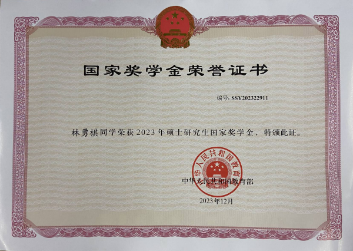 国家奖学金荣誉证书
编号: SSY202322911
林勇祺同学荣获2023年硕士研究生国家奖学金，特颁此证。
中华人民共和国教育部
2023年12月